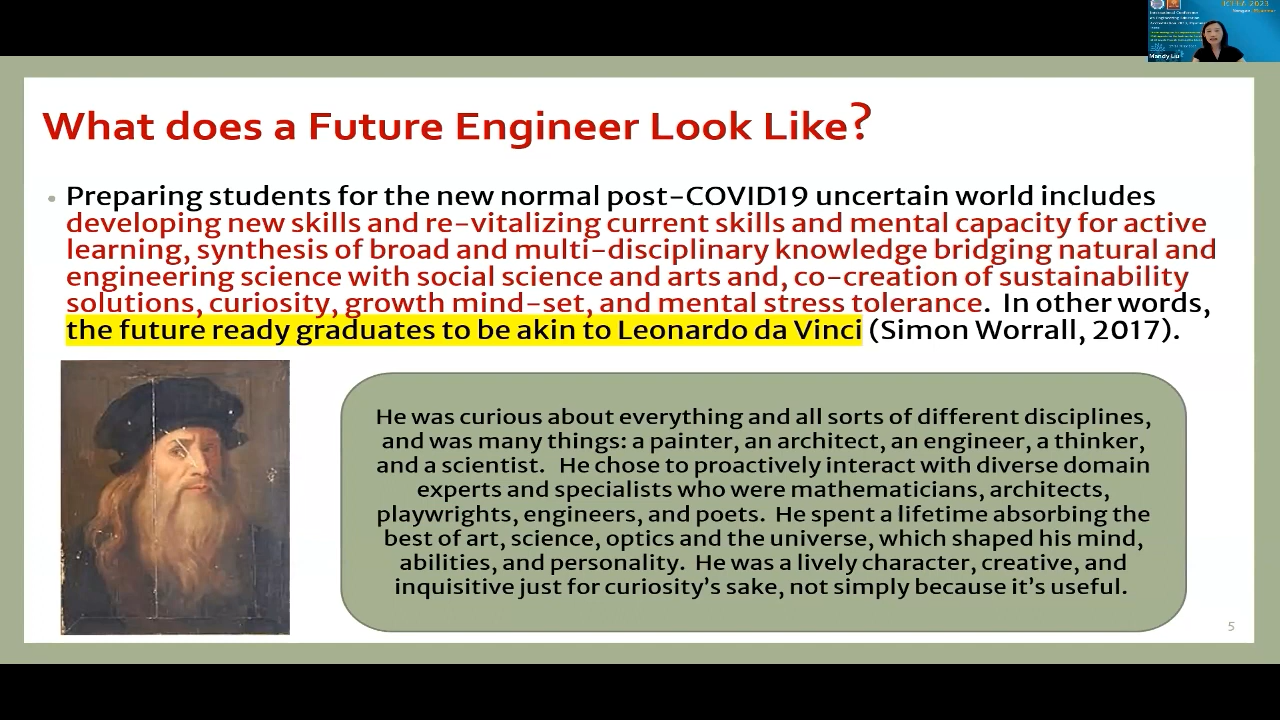 ICEEA 2023
International Conference
on Engineering Education
Mandy Liu
What does a Future Engineer Look Like?
• Preparing students for the new normal post-COVID19 uncertain world includes
developing new skills and re-vitalizing current skills and mental capacity for active
learning, synthesis of broad and multi-disciplinary knowledge bridging natural and
engineering science with social science and arts and, co-creation of sustainability
solutions, curiosity, growth mind-set, and mental stress tolerance. In other words,
the future ready graduates to be akin to Leonardo da Vinci (Simon Worrall, 2017).
He was curious about everything and all sorts of different disciplines,
and was many things: a painter, an architect, an engineer, a thinker,
and a scientist. He chose to proactively interact with diverse domain
experts and specialists who were mathematicians, architects,
playwrights, engineers, and poets. He spent a lifetime absorbing the
best of art, science, optics and the universe, which shaped his mind,
abilities, and personality. He was a lively character, creative, and
inquisitive just for curiosity's sake, not simply because it's useful.
5